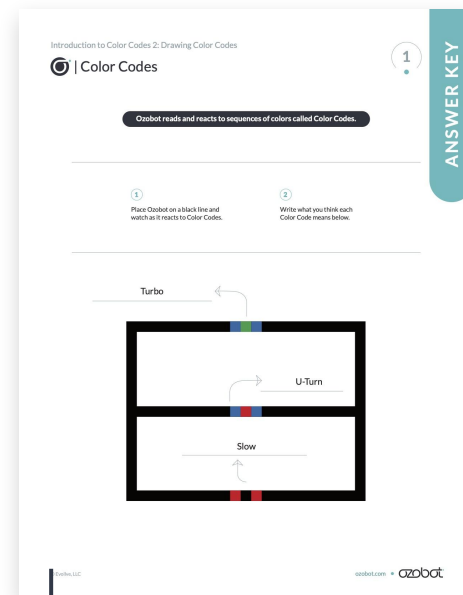 Introduction to Color Codes 2: Drawing Color Codes
| Color Codes
1
ANSWER KEY
Ozobot reads and reacts to sequences of colors called Color Codes.
1
Place Ozobot on a black line and
watch as it reacts to Color Codes.
2
Write what you think each
Color Code means below.
Turbo
U-Turn
Slow
Evollve, LLC
ozobot.com • ozobot